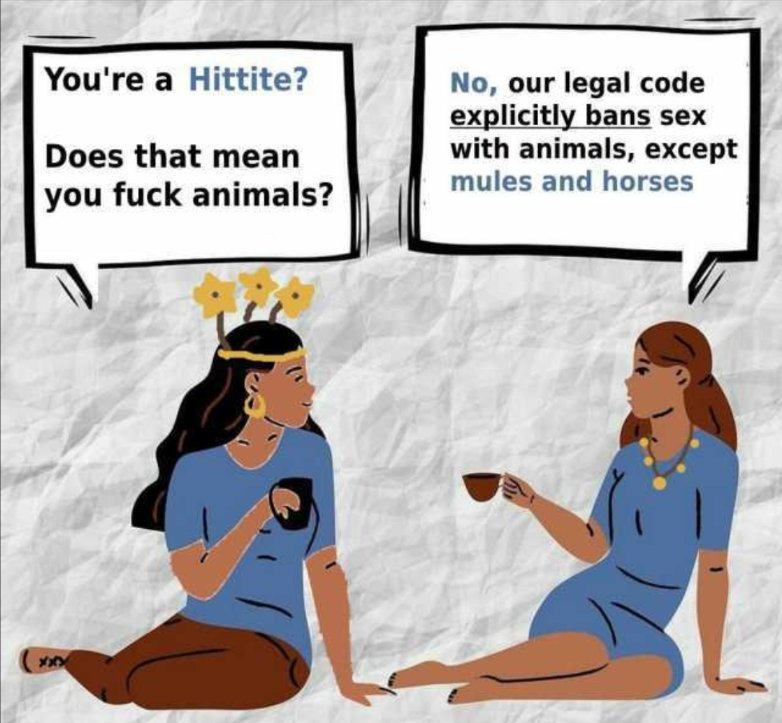 You're a Hittite?
Does that mean
you fuck animals?
No, our legal code
explicitly bans sex
with animals, except
mules and horses